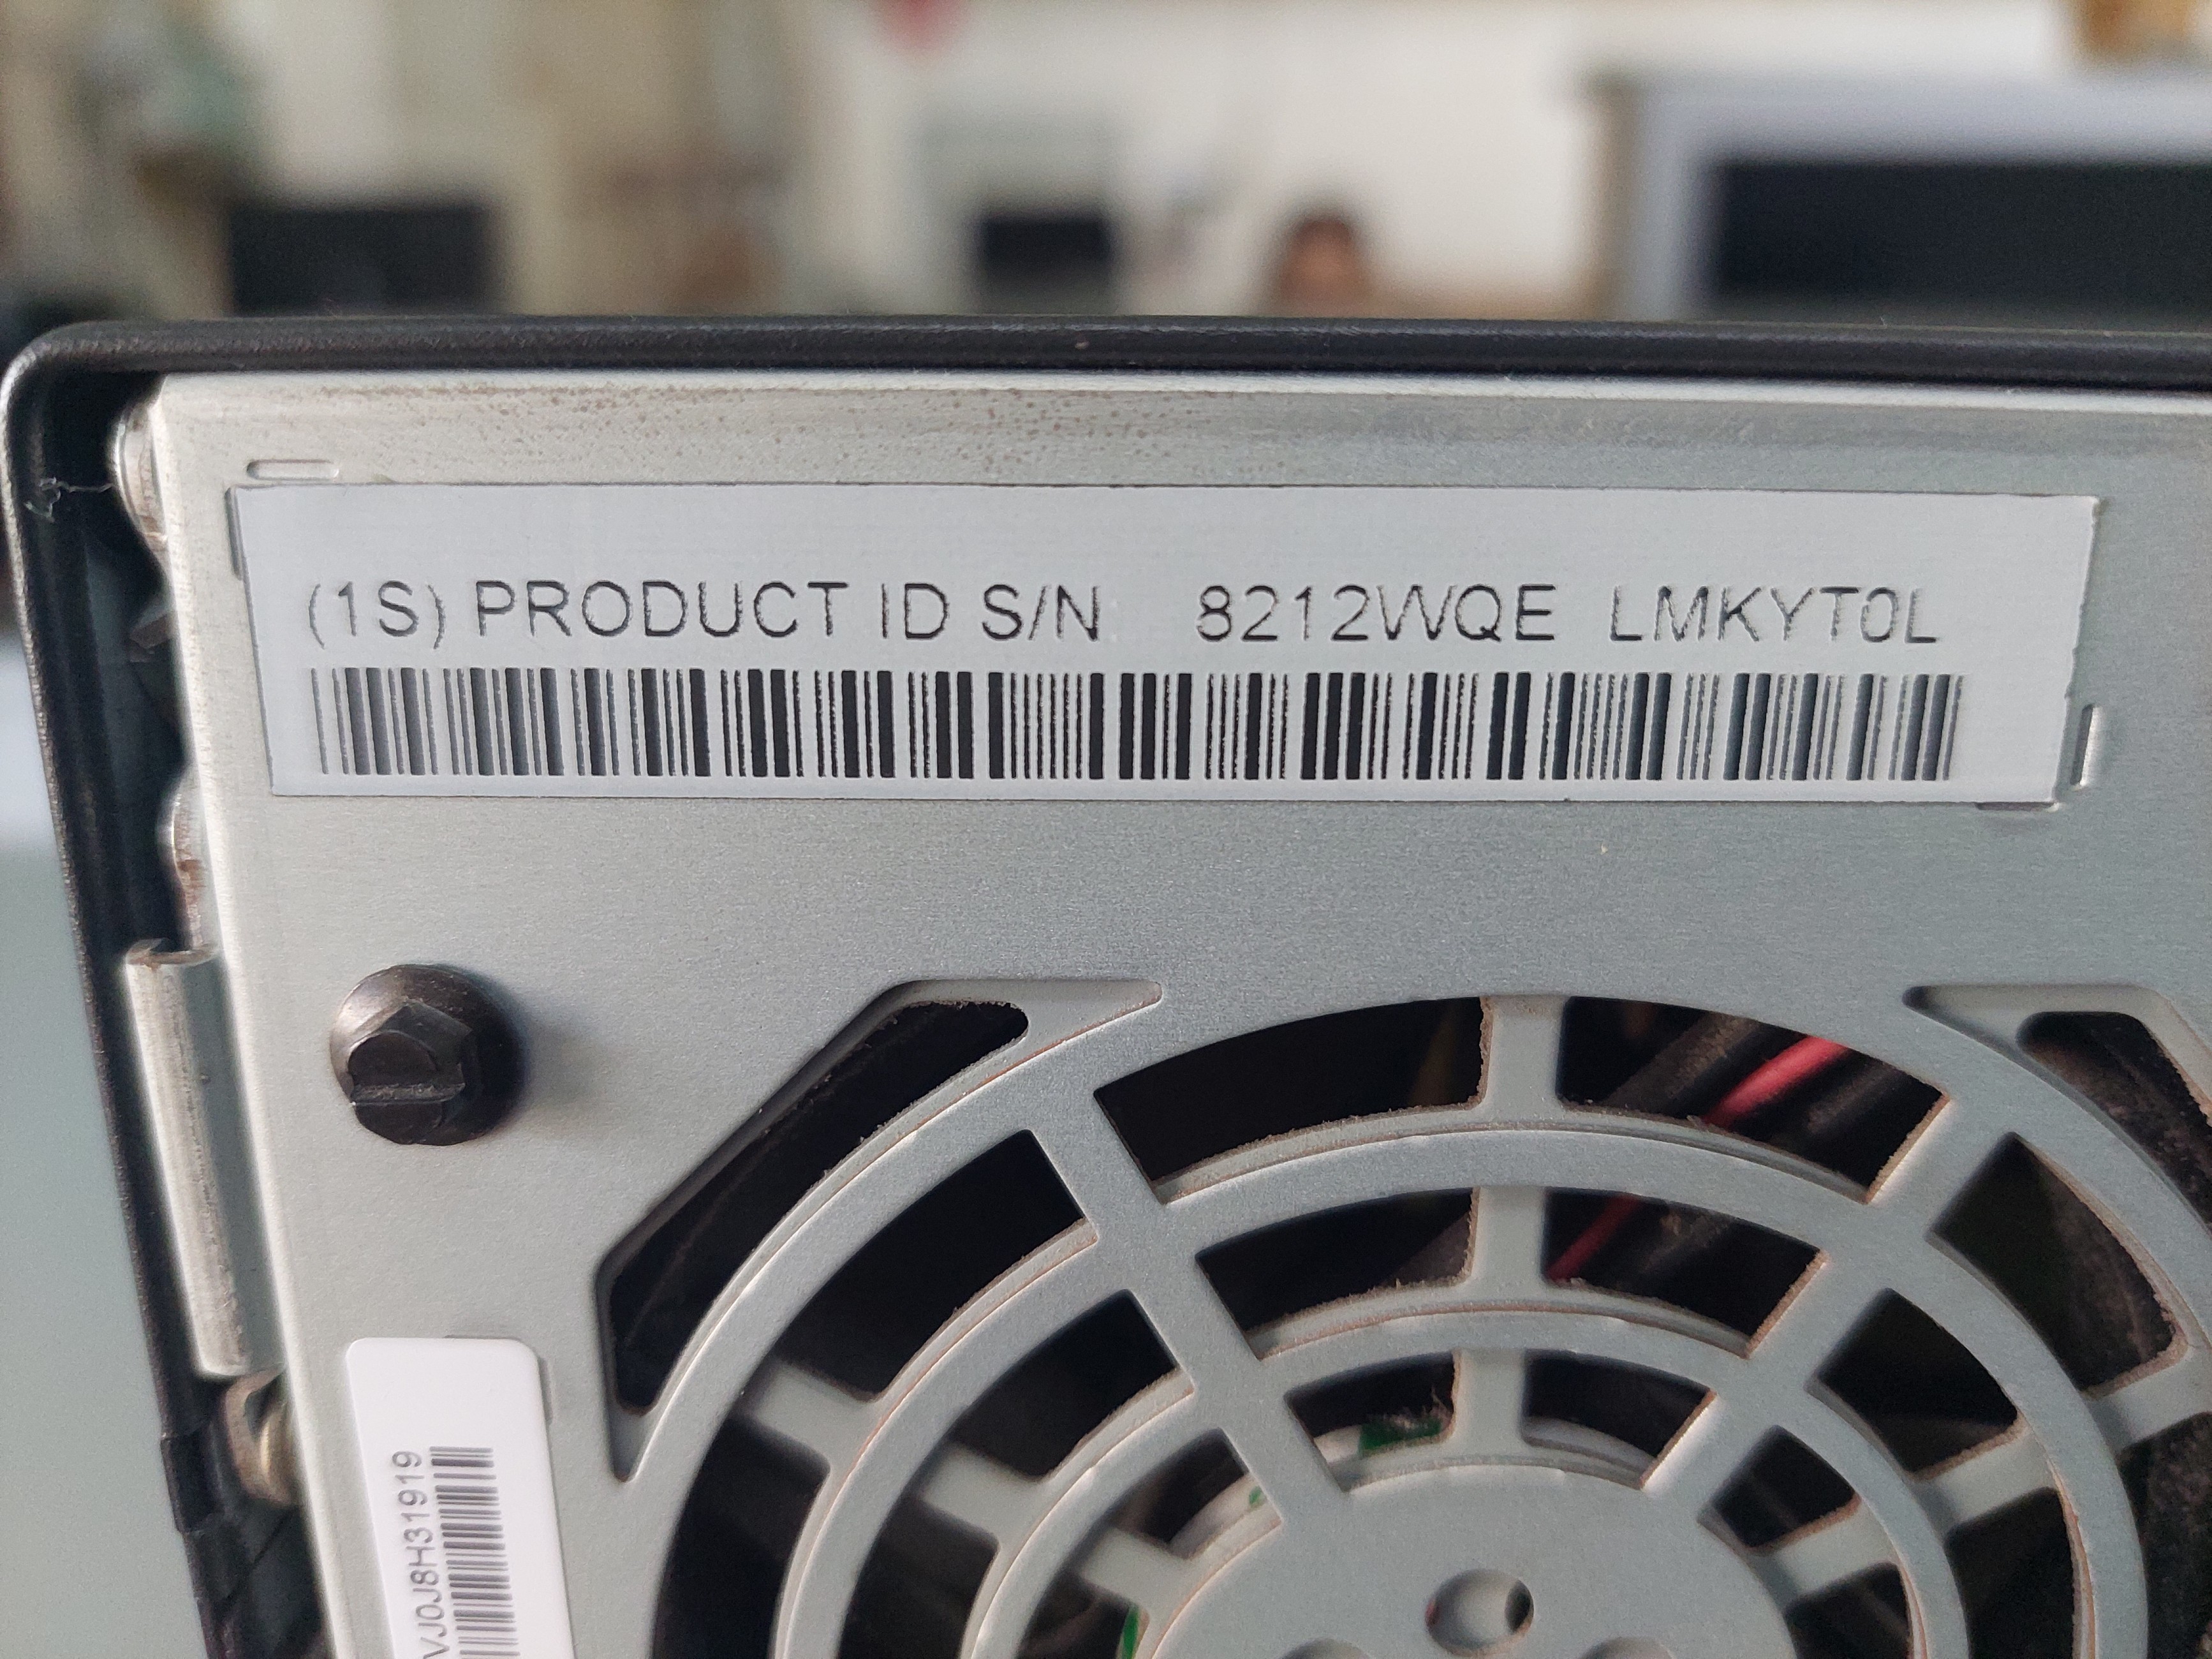 (1S) PRODUCT ID S/N 8212WQE LMKYT0L
VJ0J8H31919